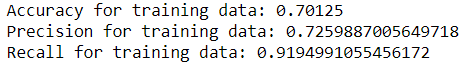 Accuracy for training data: 0.70125
Precision for training data: 0.7259887005649718
Recall for training data: 0.9194991055456172